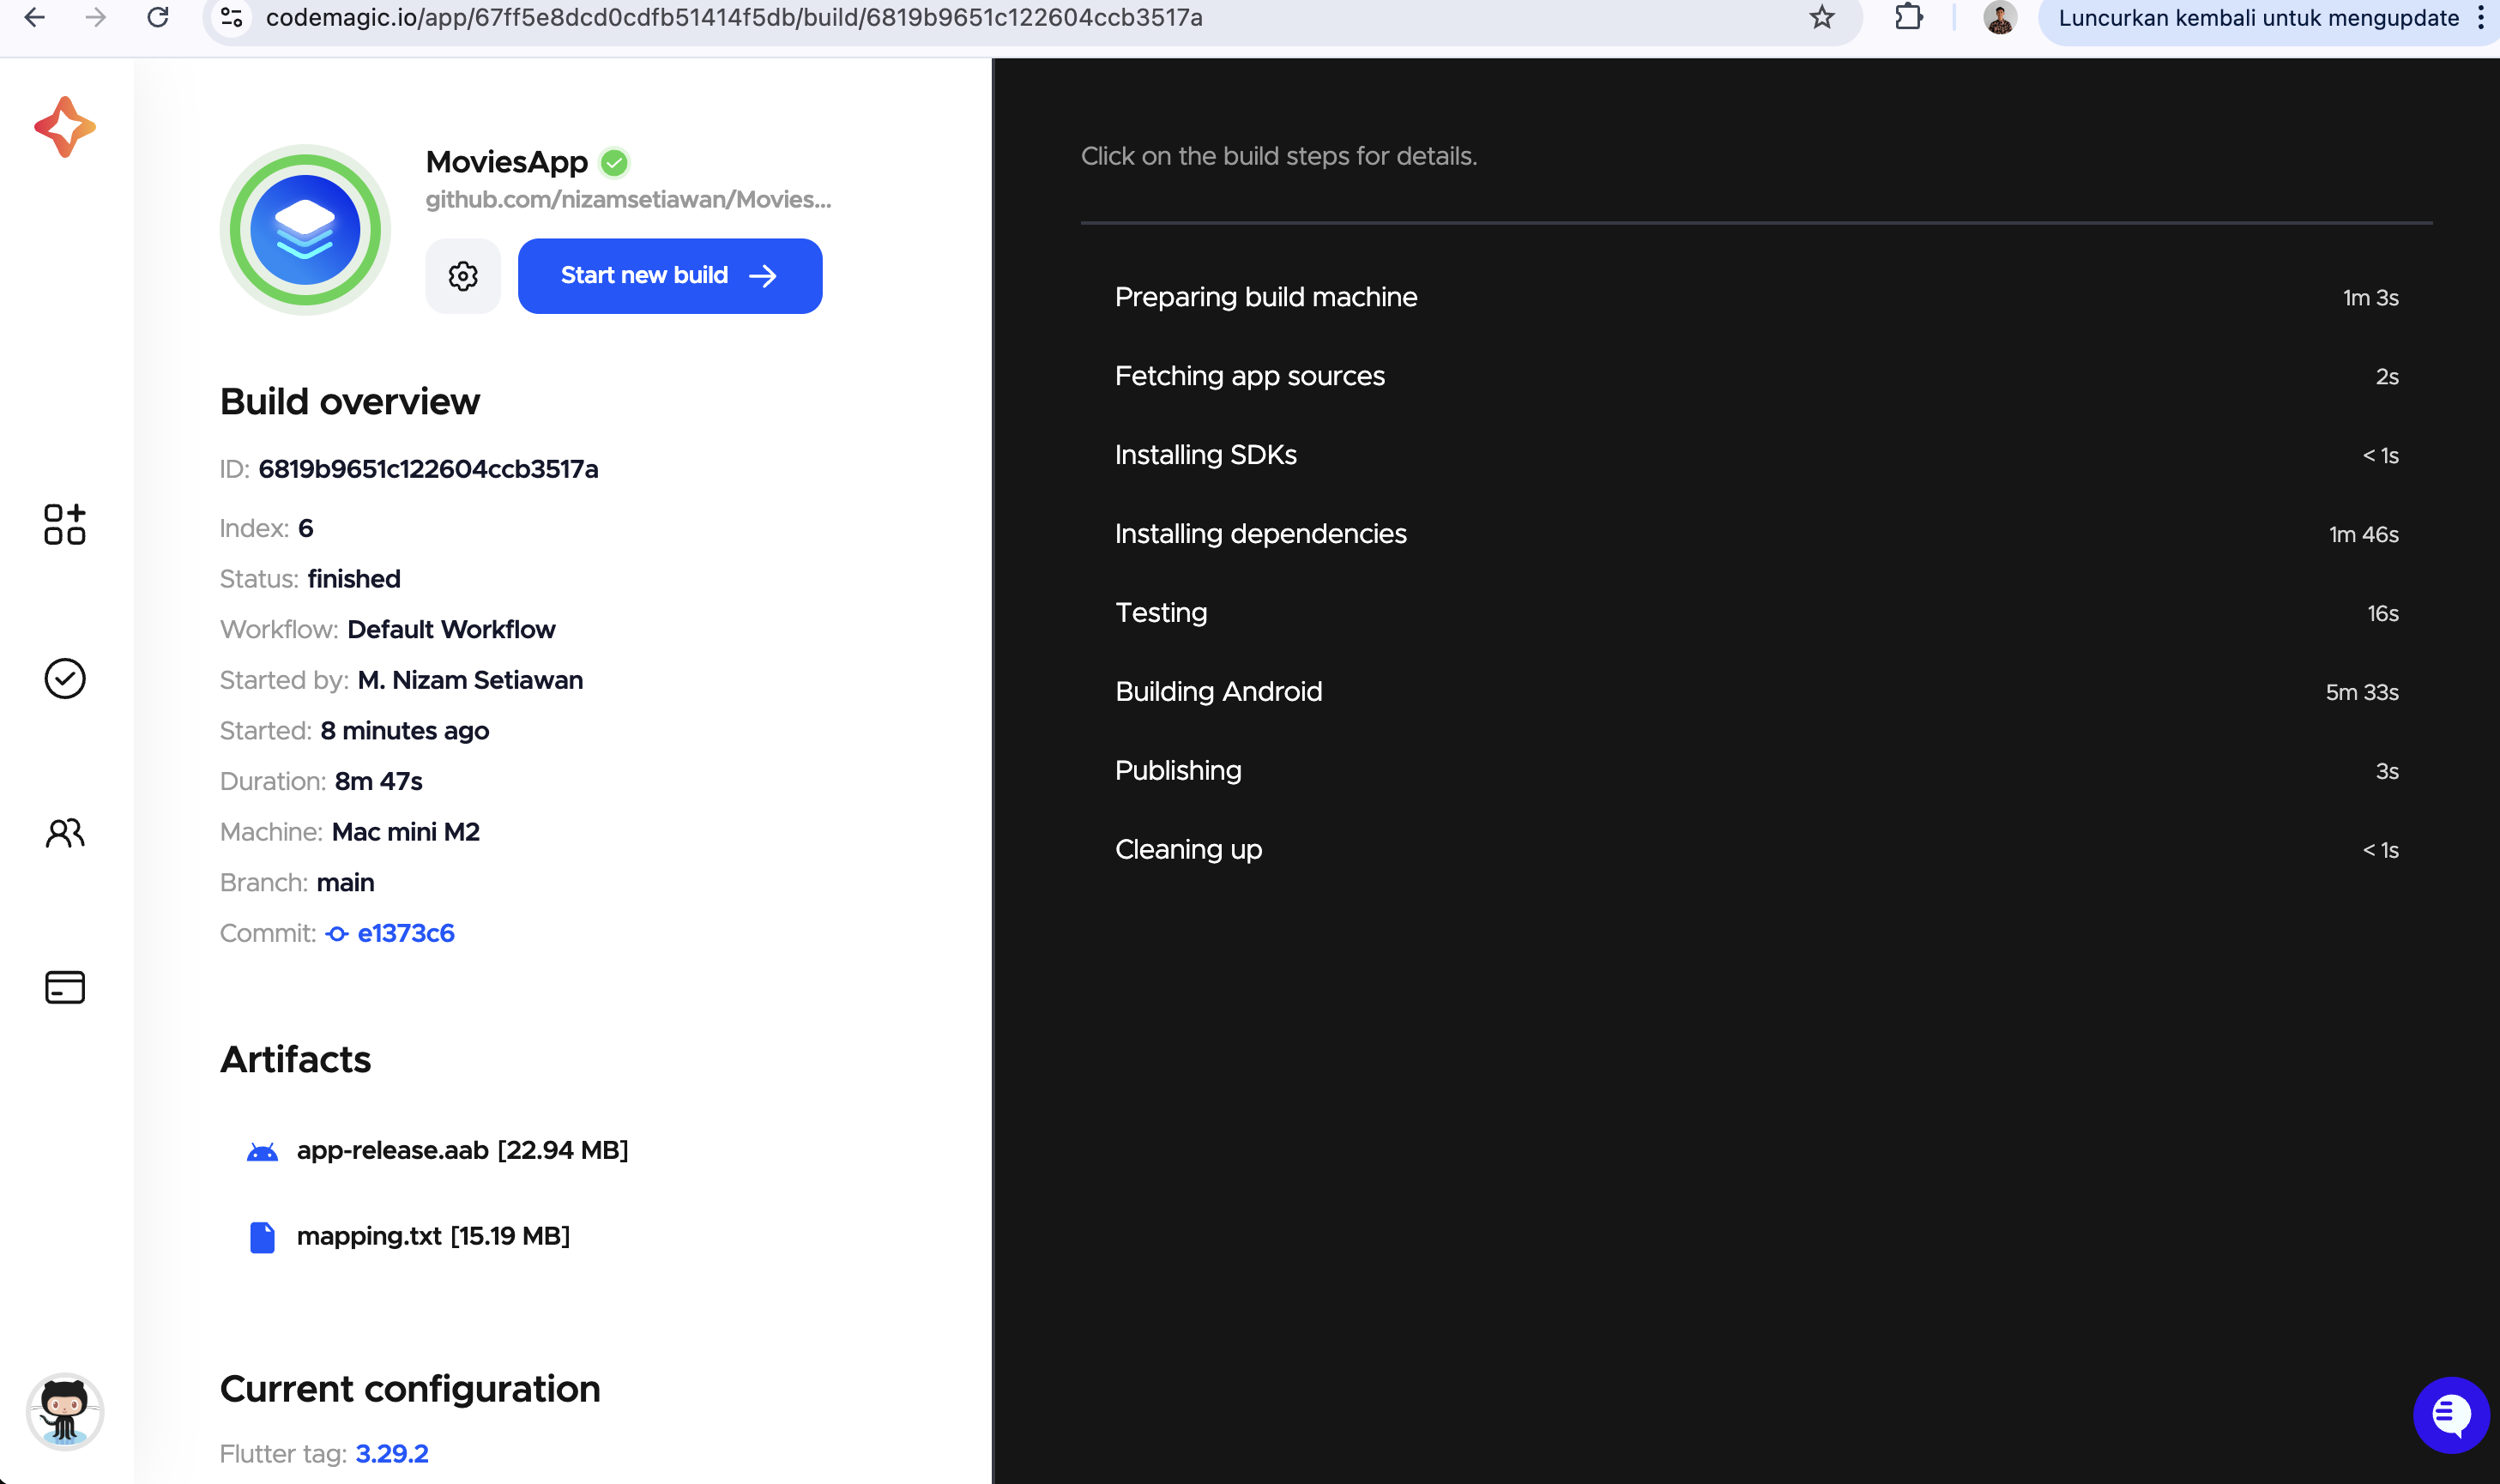 codemagic.io/app/67ff5e8dcd0cdfb51414f5db/build/6819b9651c122604ccb3517a
Luncurkan kembali untuk mengupdate
MoviesApp
github.com/nizamsetiawan/Movies...
Start new build
Build overview
ID: 6819b9651c122604ccb3517a
Index: 6
Status: finished
Workflow: Default Workflow
Started by: M. Nizam Setiawan
Started: 8 minutes ago
Duration: 8m 47s
Machine: Mac mini M2
Branch: main
Commit: e1373c6
Artifacts
app-release.aab [22.94 MB]
mapping.txt [15.19 MB]
Current configuration
Flutter tag: 3.29.2
Click on the build steps for details.
Preparing build machine 1m 3s
Fetching app sources 2s
Installing SDKs < 1s
Installing dependencies 1m 46s
Testing 16s
Building Android 5m 33s
Publishing 3s
Cleaning up < 1s